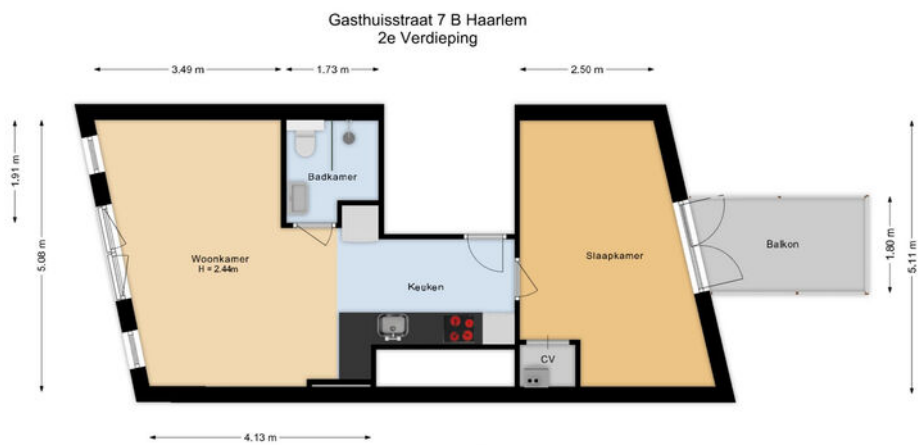 Gasthuisstraat 7 B Haarlem
2e Verdieping
3.49 m
1.73 m
2.50 m
1.91 m
5.08 m
Badkamer
Woonkamer
H = 2.44m
Keuken
Slaapkamer
Balkon
1.80 m
5.11 m
CV
4.13 m